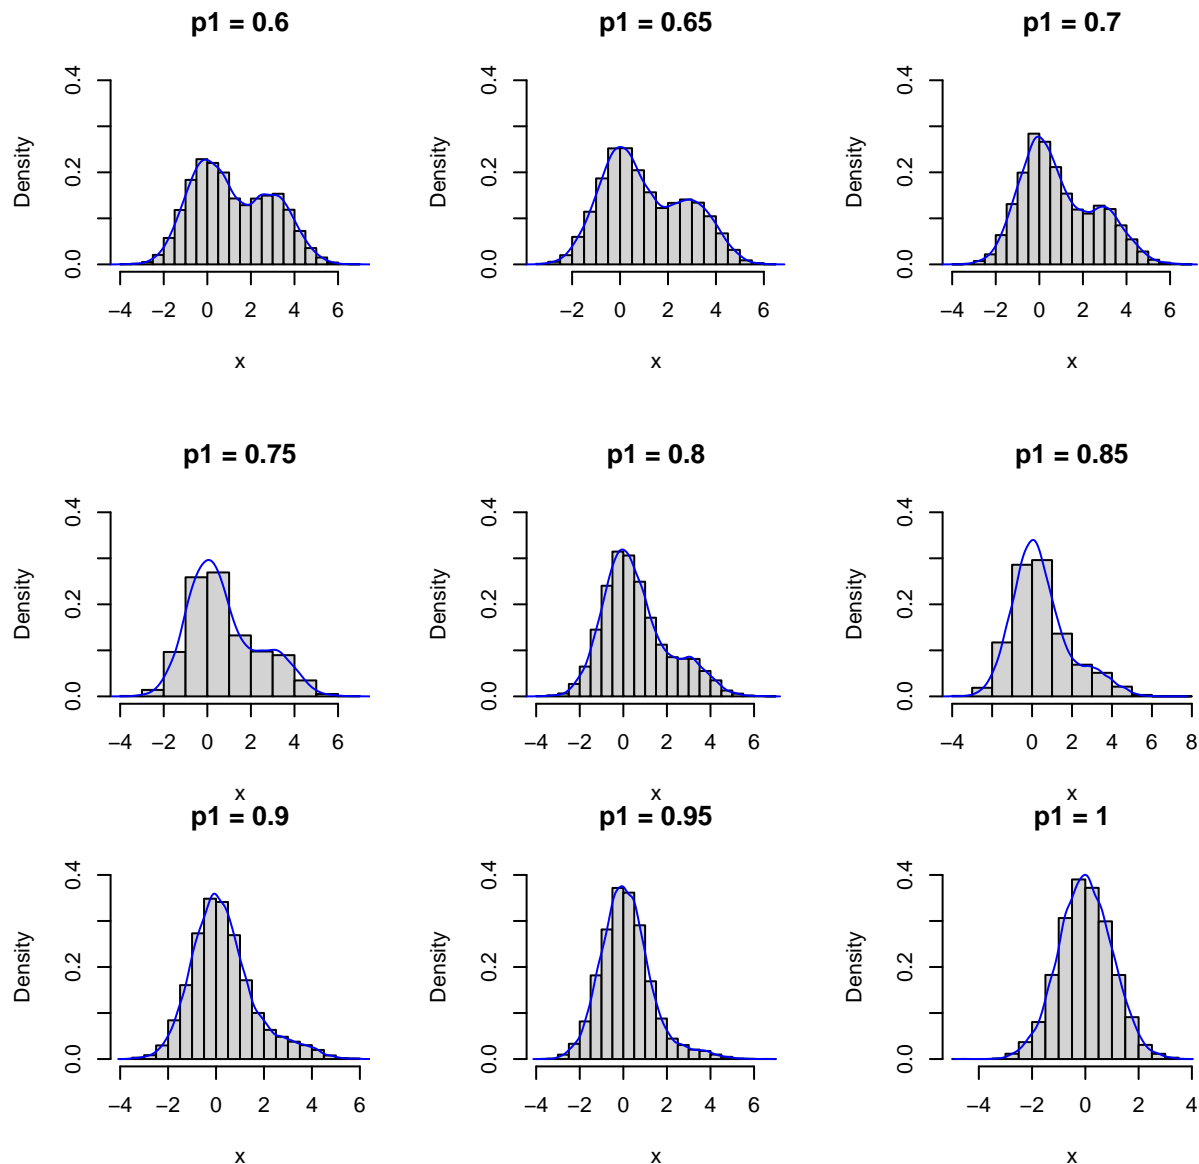 p1 = 0.6
0.4
0.2
0.0
Density
−4 −2 0 2 4 6
x
p1 = 0.65
0.4
0.2
0.0
Density
−2 0 2 4 6
x
p1 = 0.7
0.4
0.2
0.0
Density
−4 −2 0 2 4 6
x
p1 = 0.75
0.4
0.2
0.0
Density
−4 −2 0 2 4 6
x
p1 = 0.8
0.4
0.2
0.0
Density
−4 −2 0 2 4 6
x
p1 = 0.85
0.4
0.2
0.0
Density
−4 0 2 4 6 8
x
p1 = 0.9
0.4
0.2
0.0
Density
−4 −2 0 2 4 6
x
p1 = 0.95
0.4
0.2
0.0
Density
−4 −2 0 2 4 6
x
p1 = 1
0.4
0.2
0.0
Density
−4 −2 0 2 4
x